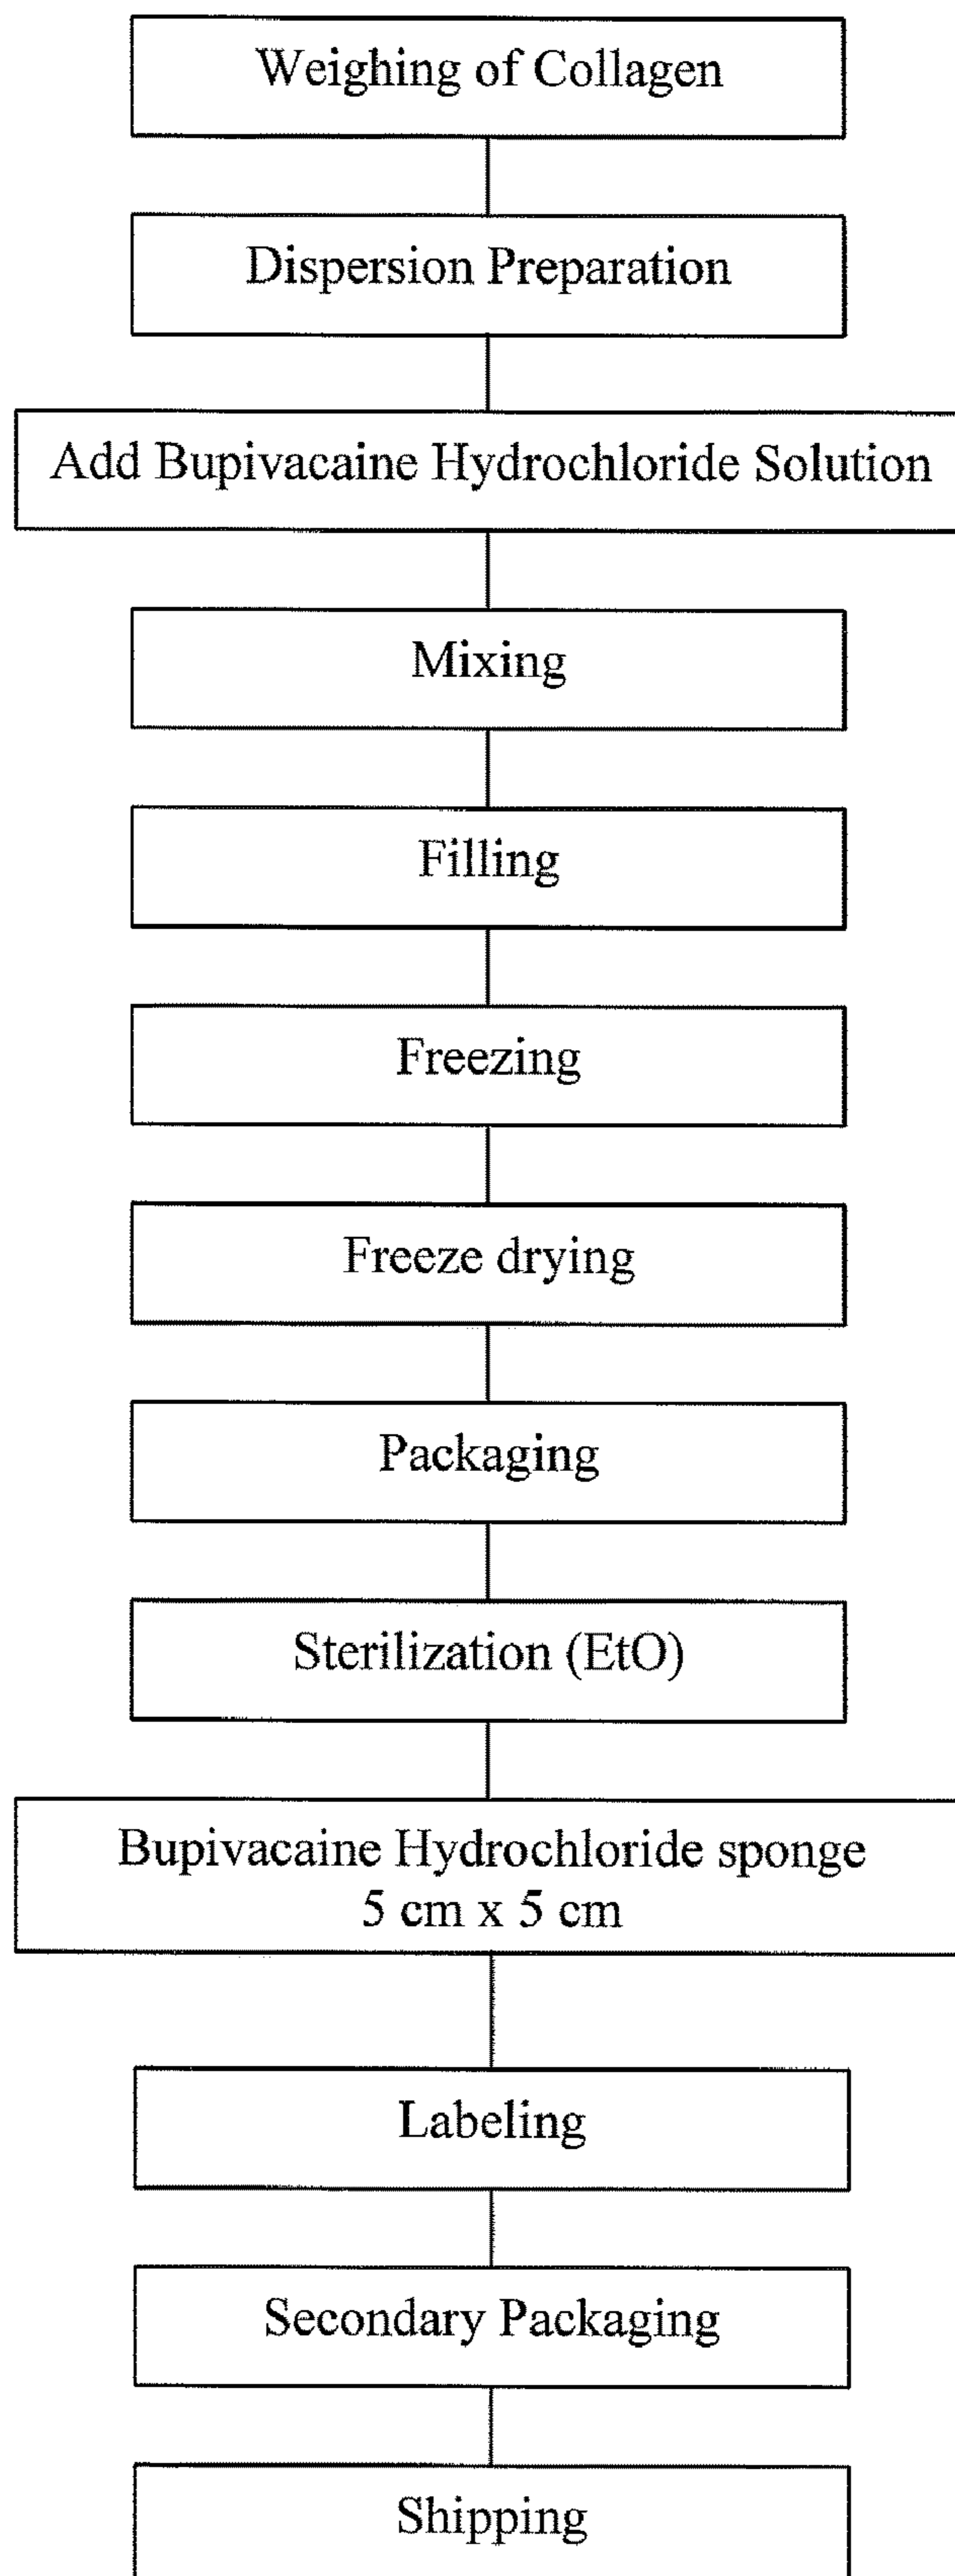 Weighing of Collagen
Dispersion Preparation
Add Bupivacaine Hydrochloride Solution
Mixing
Filling
Freezing
Freeze drying
Packaging
Sterilization (EtO)
Bupivacaine Hydrochloride sponge
5 cm x 5 cm
Labeling
Secondary Packaging
Shipping